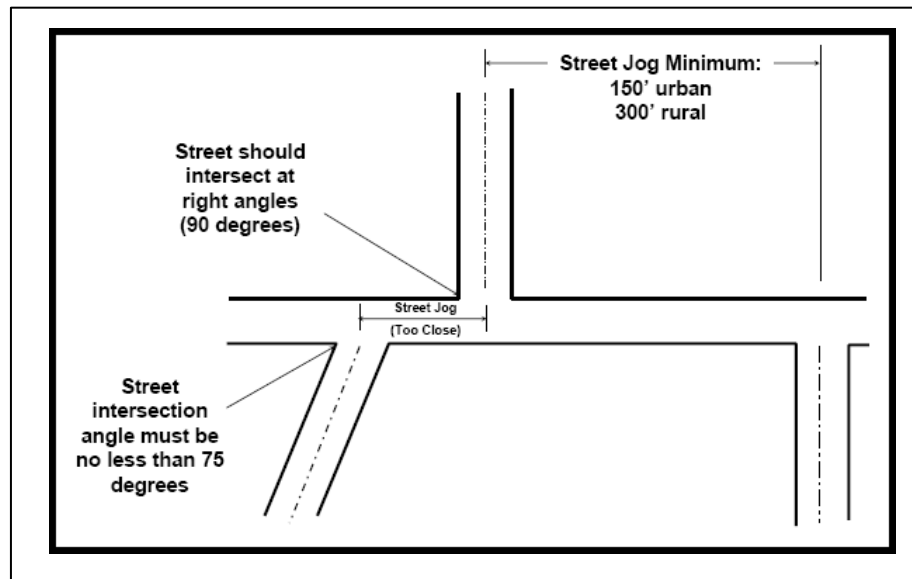 Street Jog Minimum:
150’ urban
300’ rural
Street should
intersect at
right angles
(90 degrees)
Street Jog
(Too Close)
Street
intersection
angle must be
no less than 75
degrees